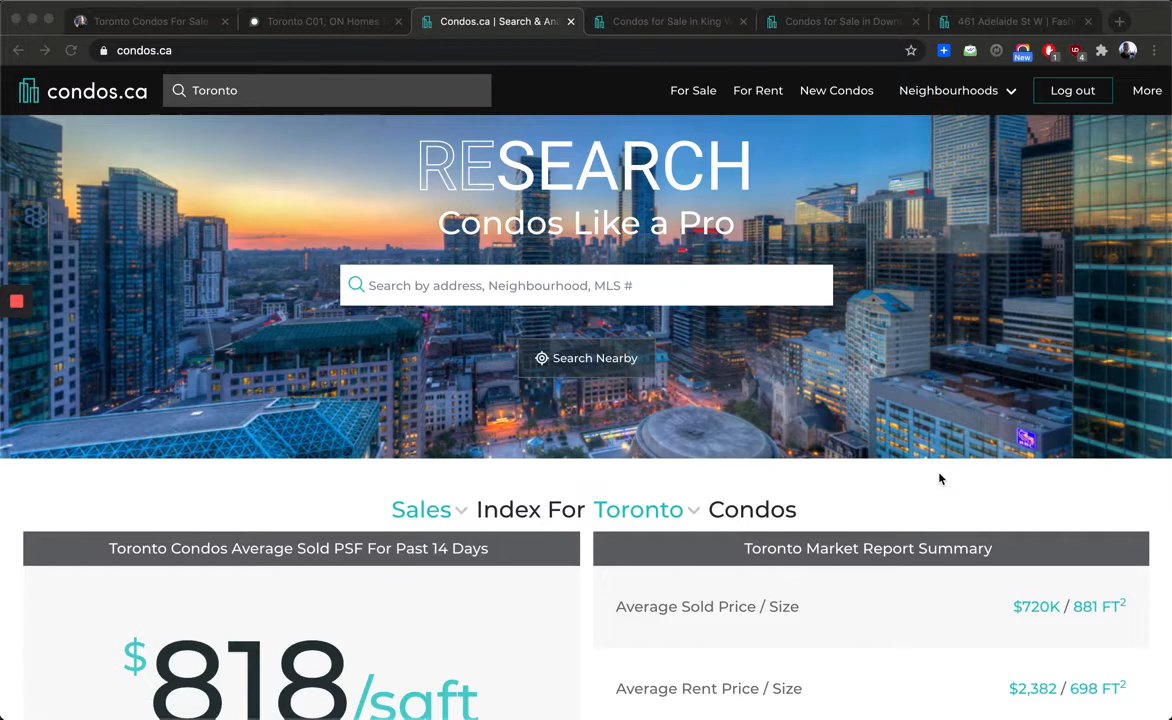 Toronto Condos For Sale
Toronto C01, ON Homes
Condos.ca | Search & Ana
Condos for Sale in King W
Condos for Sale in Down
461 Adelaide St W | Fash
condos.ca
New
1
4
condos.ca
Toronto
For Sale
For Rent
New Condos
Neighbourhoods
Log out
More
RESEARCH
Condos Like a Pro
Search by address, Neighbourhood, MLS #
Search Nearby
Sales Index For Toronto Condos
Toronto Condos Average Sold PSF For Past 14 Days
$818/sqft
Toronto Market Report Summary
Average Sold Price / Size
$720K / 881 FT²
Average Rent Price / Size
$2,382 / 698 FT²